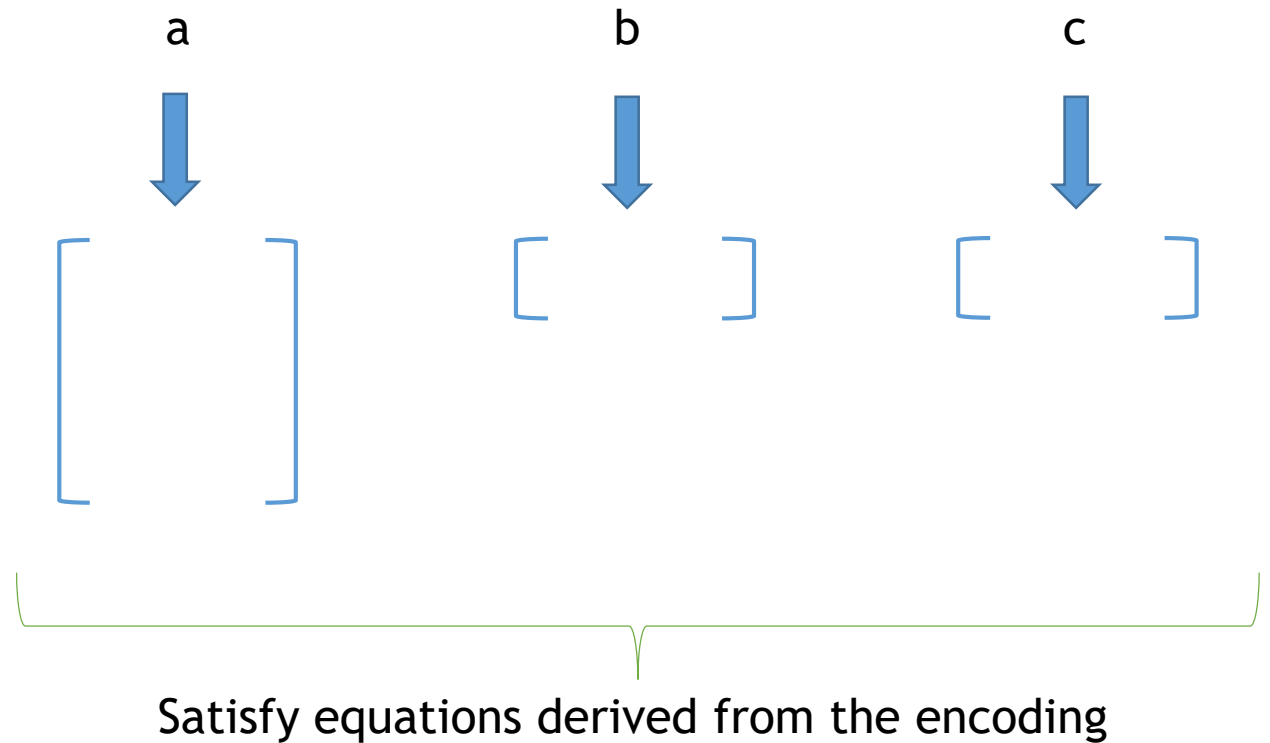 a b c
Satisfy equations derived from the encoding